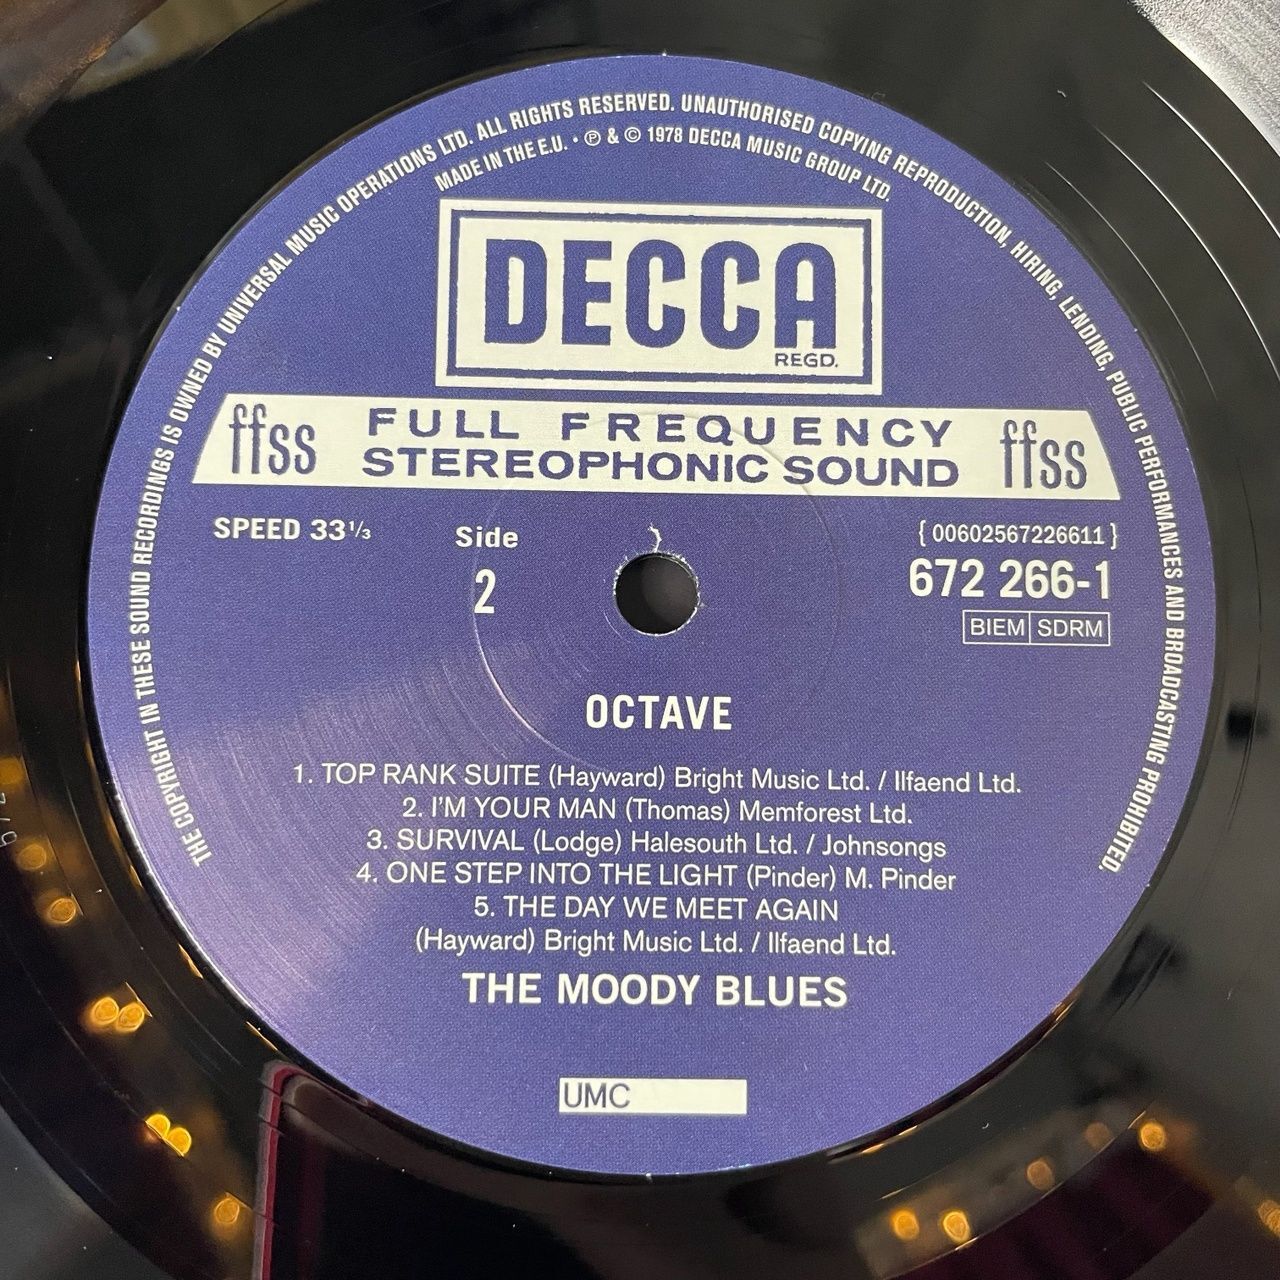 THE COPYRIGHT IN THESE SOUND RECORDINGS IS OWNED BY UNIVERSAL MUSIC OPERATIONS LTD. ALL RIGHTS RESERVED. UNAUTHORISED COPYING REPRODUCTION, HIRING, LENDING, PUBLIC PERFORMANCES AND BROADCASTING PROHIBITED.
MADE IN THE E.U. • ℗ & © 1978 DECCA MUSIC GROUP LTD.
DECCA
REGD.
ffss FULL FREQUENCY STEREOPHONIC SOUND ffss
SPEED 33 1/3
Side
2
{ 00602567226611 }
672 266-1
BIEM SDRM
OCTAVE
1. TOP RANK SUITE (Hayward) Bright Music Ltd. / Ilfaend Ltd.
2. I'M YOUR MAN (Thomas) Memforest Ltd.
3. SURVIVAL (Lodge) Halesouth Ltd. / Johnsongs
4. ONE STEP INTO THE LIGHT (Pinder) M. Pinder
5. THE DAY WE MEET AGAIN
(Hayward) Bright Music Ltd. / Ilfaend Ltd.
THE MOODY BLUES
UMC